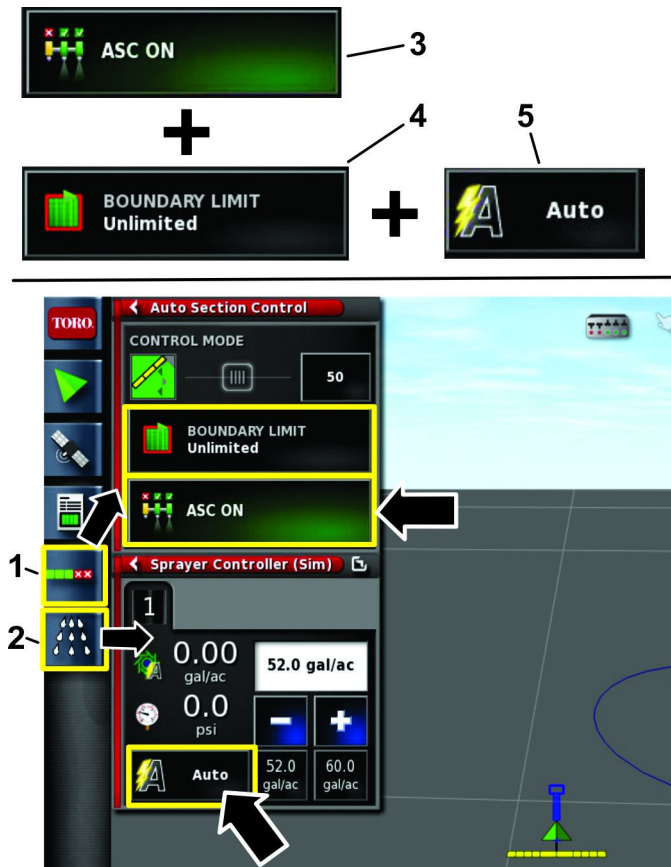 ASC ON
3
4
5
BOUNDARY LIMIT
Unlimited
Auto
TORO.
Auto Section Control
CONTROL MODE
50
BOUNDARY LIMIT
Unlimited
ASC ON
1
Sprayer Controller (Sim)
1
2
0.00
gal/ac
52.0 gal/ac
0.0
psi
Auto
52.0
gal/ac
60.0
gal/ac